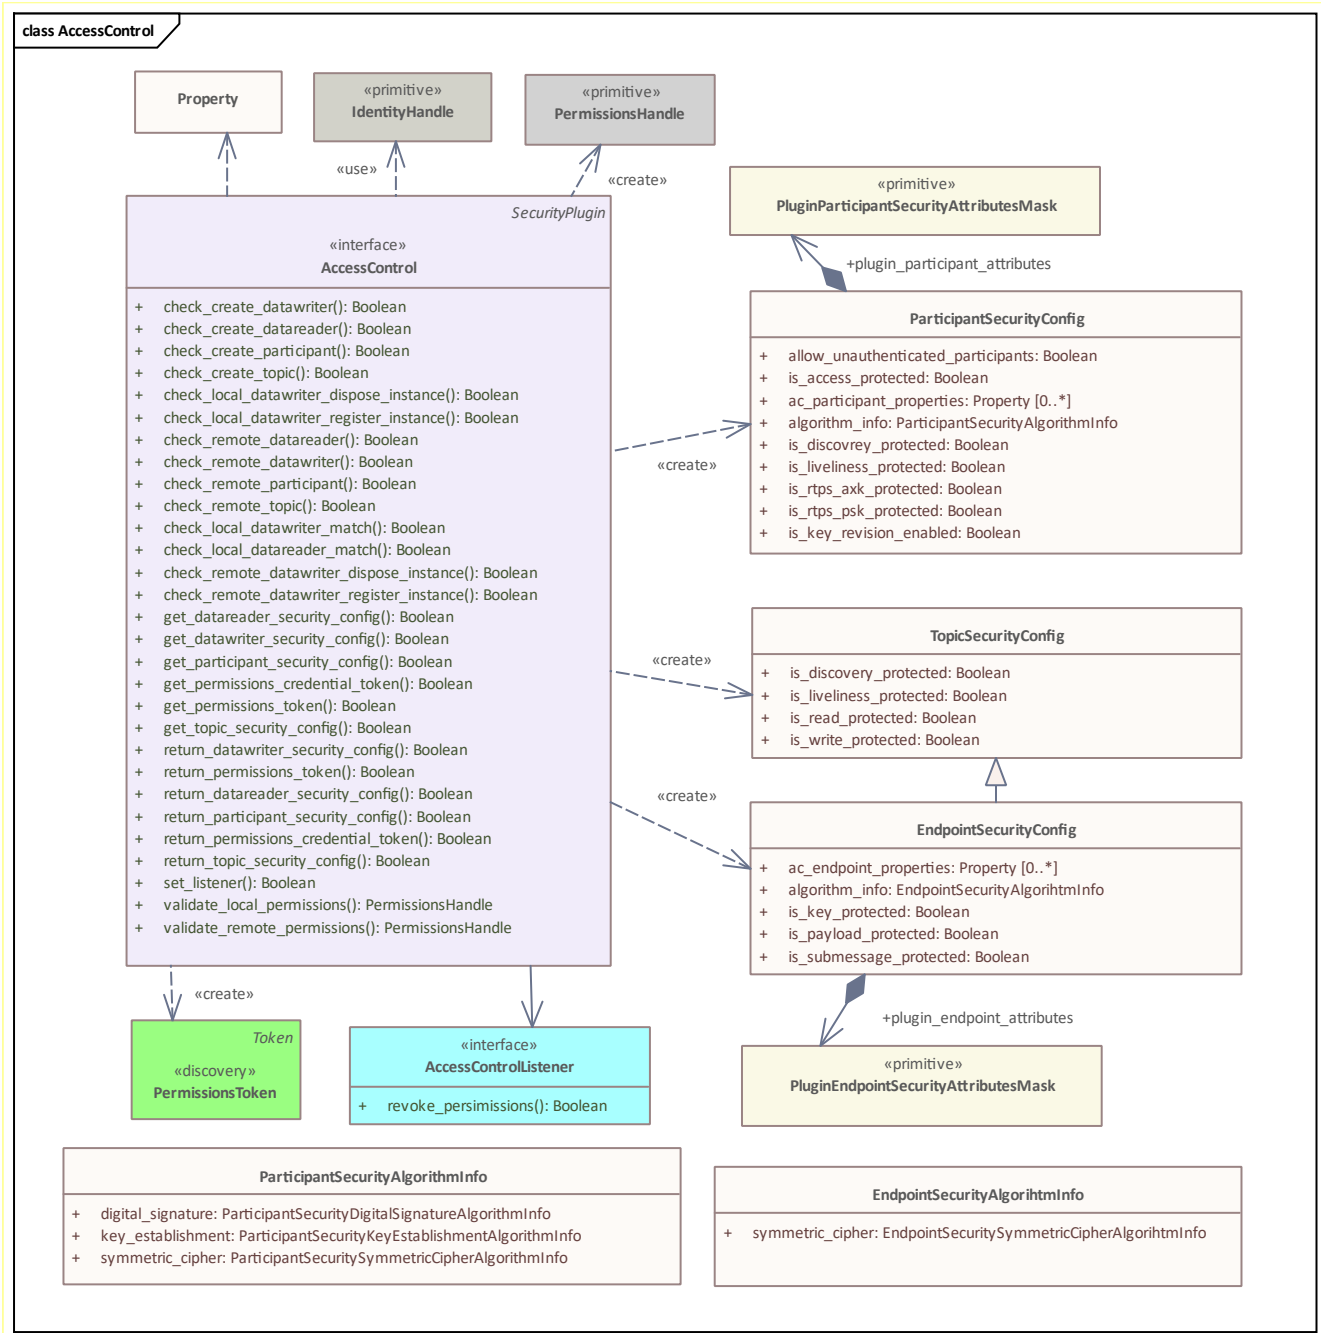 class AccessControl
Property
«primitive»
IdentityHandle
«primitive»
PermissionsHandle
«use»
«create»
«primitive»
PluginParticipantSecurityAttributesMask
+plugin_participant_attributes
SecurityPlugin
«interface»
AccessControl
+ check_create_datawriter(): Boolean
+ check_create_datareader(): Boolean
+ check_create_participant(): Boolean
+ check_create_topic(): Boolean
+ check_local_datawriter_dispose_instance(): Boolean
+ check_local_datawriter_register_instance(): Boolean
+ check_remote_datareader(): Boolean
+ check_remote_datawriter(): Boolean
+ check_remote_participant(): Boolean
+ check_remote_topic(): Boolean
+ check_local_datawriter_match(): Boolean
+ check_local_datareader_match(): Boolean
+ check_remote_datawriter_dispose_instance(): Boolean
+ check_remote_datawriter_register_instance(): Boolean
+ get_datareader_security_config(): Boolean
+ get_datawriter_security_config(): Boolean
+ get_participant_security_config(): Boolean
+ get_permissions_credential_token(): Boolean
+ get_permissions_token(): Boolean
+ get_topic_security_config(): Boolean
+ return_datawriter_security_config(): Boolean
+ return_permissions_token(): Boolean
+ return_datareader_security_config(): Boolean
+ return_participant_security_config(): Boolean
+ return_permissions_credential_token(): Boolean
+ return_topic_security_config(): Boolean
+ set_listener(): Boolean
+ validate_local_permissions(): PermissionsHandle
+ validate_remote_permissions(): PermissionsHandle
ParticipantSecurityConfig
+ allow_unauthenticated_participants: Boolean
+ is_access_protected: Boolean
+ ac_participant_properties: Property [0..*]
+ algorithm_info: ParticipantSecurityAlgorithmInfo
+ is_discovrey_protected: Boolean
+ is_liveliness_protected: Boolean
+ is_rtps_axk_protected: Boolean
+ is_rtps_psk_protected: Boolean
+ is_key_revision_enabled: Boolean
«create»
TopicSecurityConfig
+ is_discovery_protected: Boolean
+ is_liveliness_protected: Boolean
+ is_read_protected: Boolean
+ is_write_protected: Boolean
«create»
«create»
EndpointSecurityConfig
+ ac_endpoint_properties: Property [0..*]
+ algorithm_info: EndpointSecurityAlgorihtmInfo
+ is_key_protected: Boolean
+ is_payload_protected: Boolean
+ is_submessage_protected: Boolean
+plugin_endpoint_attributes
«primitive»
PluginEndpointSecurityAttributesMask
«create»
Token
«discovery»
PermissionsToken
«interface»
AccessControlListener
+ revoke_persimissions(): Boolean
ParticipantSecurityAlgorithmInfo
+ digital_signature: ParticipantSecurityDigitalSignatureAlgorithmInfo
+ key_establishment: ParticipantSecurityKeyEstablishmentAlgorithmInfo
+ symmetric_cipher: ParticipantSecuritySymmetricCipherAlgorithmInfo
EndpointSecurityAlgorihtmInfo
+ symmetric_cipher: EndpointSecuritySymmetricCipherAlgorihtmInfo